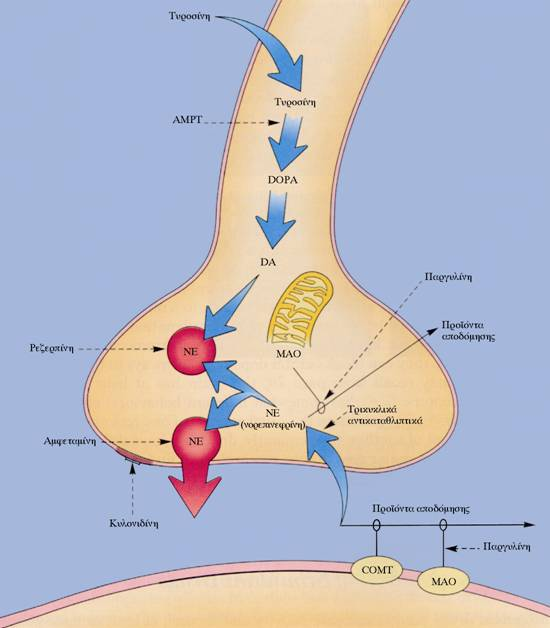 Τυροσίνη
Τυροσίνη
AMPT
DOPA
DA
Παργυλίνη
Προϊόντα
αποδόμησης
Ρεζερπίνη
NE
MAO
NE
(νορεπινεφρίνη)
Τρικυκλικά
αντικαταθλιπτικά
Αμφεταμίνη
NE
Κυλονιδίνη
Προϊόντα αποδόμησης
Παργυλίνη
COMT
MAO